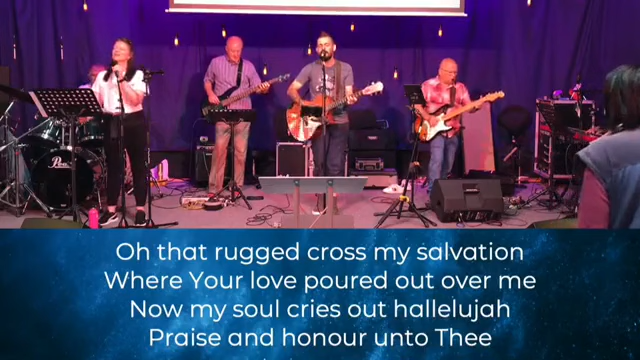 Oh that rugged cross my salvation
Where Your love poured out over me
Now my soul cries out hallelujah
Praise and honour unto Thee